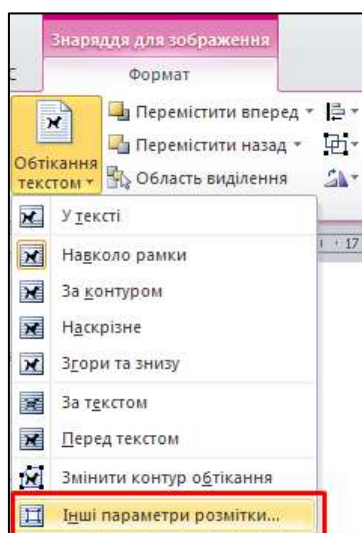 Знаряддя для зображення
Формат
Обтікання текстом
Перемістити вперед
Перемістити назад
Область виділення
17
У тексті
Навколо рамки
За контуром
Наскрізне
Згори та знизу
За текстом
Перед текстом
Змінити контур обтікання
Інші параметри розмітки...